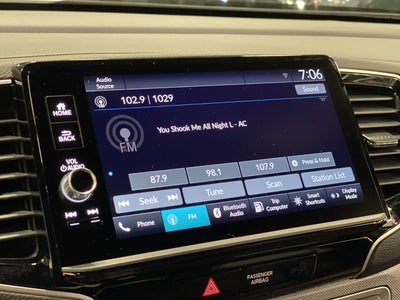 Audio
Source
7:06
Sound
102.9 | 1029
HOME
BACK
VOL
AUDIO
FM
You Shook Me All Night L - AC
87.9
98.1
107.9
Press & Hold
Seek
Tune
Scan
Station List
Phone
FM
Bluetooth
Audio
Trip
Computer
Smart
Shortcuts
Display
Mode
PASSENGER
AIRBAG